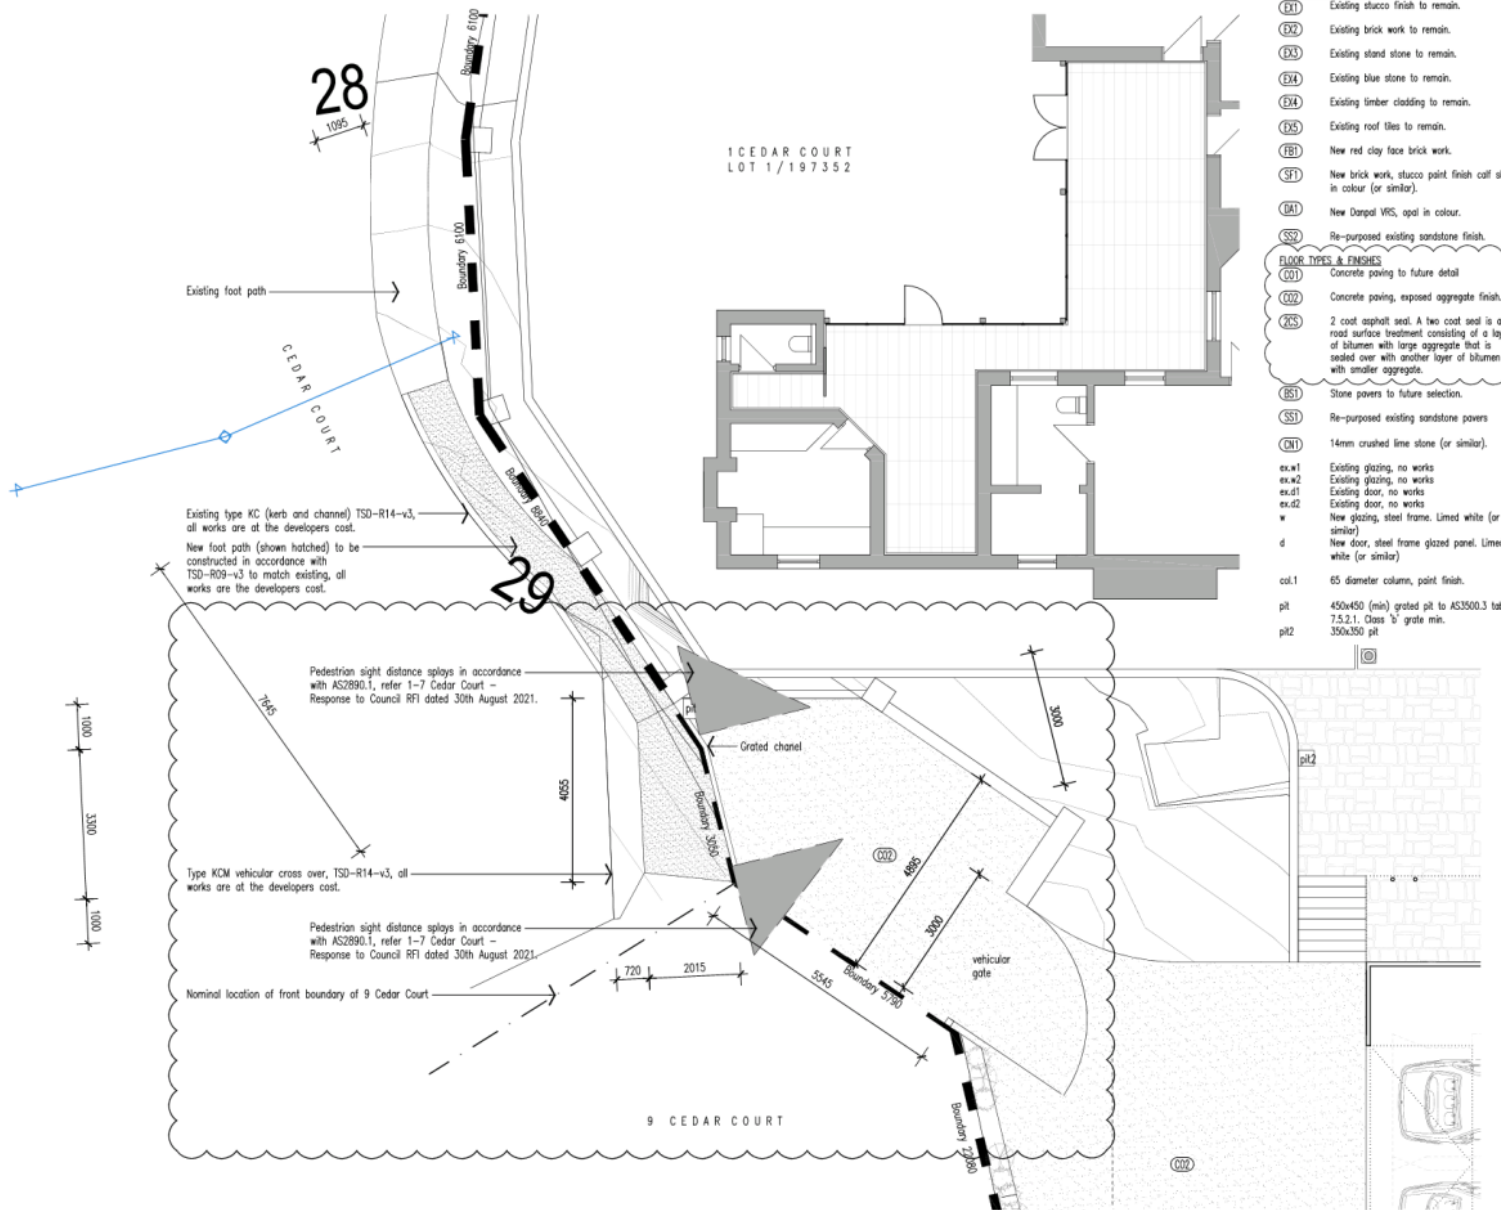 28
1095
Boundary 6100
1CEDAR COURT
LOT 1/197352
Boundary 6100
Existing foot path
CEDAR COURT
Boundary 8840
Existing type KC (kerb and channel) TSD-R14-v3,
all works are at the developers cost.
New foot path (shown hatched) to be
constructed in accordance with
TSD-R09-v3 to match existing, all
works are the developers cost.
29
7645
Pedestrian sight distance splays in accordance
with AS2890.1, refer 1-7 Cedar Court -
Response to Council RFI dated 30th August 2021.
pit
Grated chanel
3000
pit2
1000
3300
1000
4055
Boundary 3050
C02
4895
3000
Type KCM vehicular cross over, TSD-R14-v3, all
works are at the developers cost.
Pedestrian sight distance splays in accordance
with AS2890.1, refer 1-7 Cedar Court -
Response to Council RFI dated 30th August 2021.
720
2015
5545
Boundary 5790
vehicular
gate
Nominal location of front boundary of 9 Cedar Court
9 CEDAR COURT
Boundary 22080
C02
EX1 Existing stucco finish to remain.
EX2 Existing brick work to remain.
EX3 Existing stand stone to remain.
EX4 Existing blue stone to remain.
EX4 Existing timber cladding to remain.
EX5 Existing roof tiles to remain.
FB1 New red clay face brick work.
SF1 New brick work, stucco paint finish calf
in colour (or similar).
DA1 New Danpal VRS, opal in colour.
SS2 Re-purposed existing sandstone finish.
FLOOR TYPES & FINISHES
C01 Concrete paving to future detail
C02 Concrete paving, exposed aggregate finish.
2CS 2 coat asphalt seal. A two coat seal is a
road surface treatment consisting of a
of bitumen with large aggregate that is
sealed over with another layer of bitumen
with smaller aggregate.
BS1 Stone pavers to future selection.
SS1 Re-purposed existing sandstone pavers
CN1 14mm crushed lime stone (or similar).
ex.w1 Existing glazing, no works
ex.w2 Existing glazing, no works
ex.d1 Existing door, no works
ex.d2 Existing door, no works
w New glazing, steel frame. Limed white (or
similar)
d New door, steel frame glazed panel. Limed
white (or similar)
col.1 65 diameter column, paint finish.
pit 450x450 (min) grated pit to AS3500.3
7.5.2.1. Class 'b' grate min.
pit2 350x350 pit